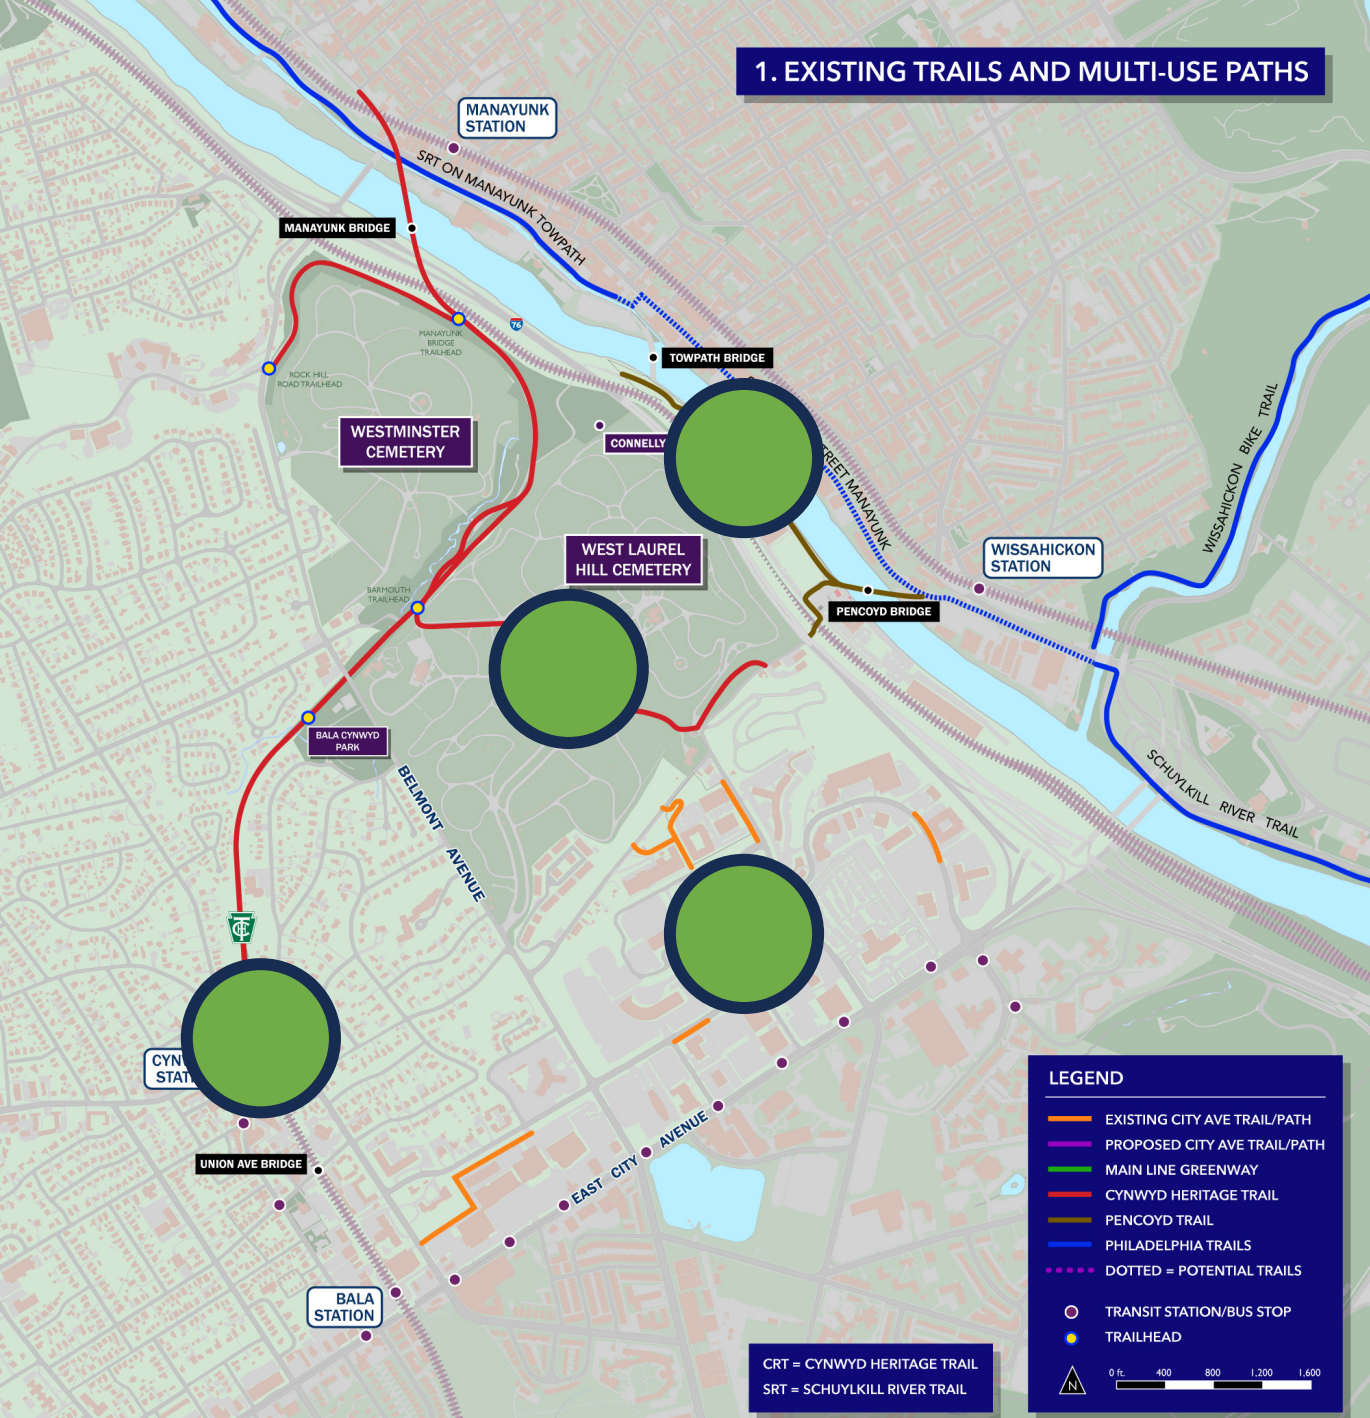 1. EXISTING TRAILS AND MULTI-USE PATHS
MANAYUNK
STATION
SRT ON MANAYUNK TOWPATH
MANAYUNK BRIDGE
76
MANAYUNK
BRIDGE
TRAILHEAD
TOWPATH BRIDGE
ROCK HILL
ROAD TRAILHEAD
WESTMINSTER
CEMETERY
CONNELLY
MANAYUNK
WISSAHICKON BIKE TRAIL
WEST LAUREL
HILL CEMETERY
WISSAHICKON
STATION
BARMOUTH
TRAILHEAD
PENCOYD BRIDGE
BALA CYNWYD
PARK
BELMONT AVENUE
SCHUYLKILL RIVER TRAIL
CHT
UNION AVE BRIDGE
EAST CITY AVENUE
BALA
STATION
LEGEND
EXISTING CITY AVE TRAIL/PATH
PROPOSED CITY AVE TRAIL/PATH
MAIN LINE GREENWAY
CYNWYD HERITAGE TRAIL
PENCOYD TRAIL
PHILADELPHIA TRAILS
DOTTED = POTENTIAL TRAILS
TRANSIT STATION/BUS STOP
TRAILHEAD
N
0 ft. 400 800 1,200 1,600
CRT = CYNWYD HERITAGE TRAIL
SRT = SCHUYLKILL RIVER TRAIL